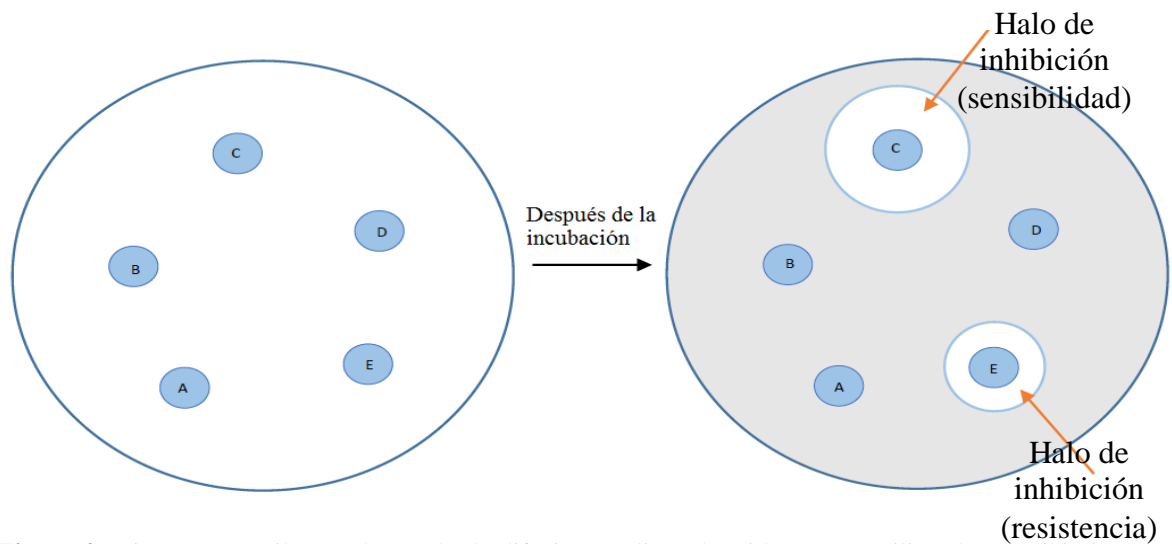 Halo de
inhibición
(sensibilidad)
C
D
B
E
A
Después de la
incubación
C
D
B
E
A
Halo de
inhibición
(resistencia)